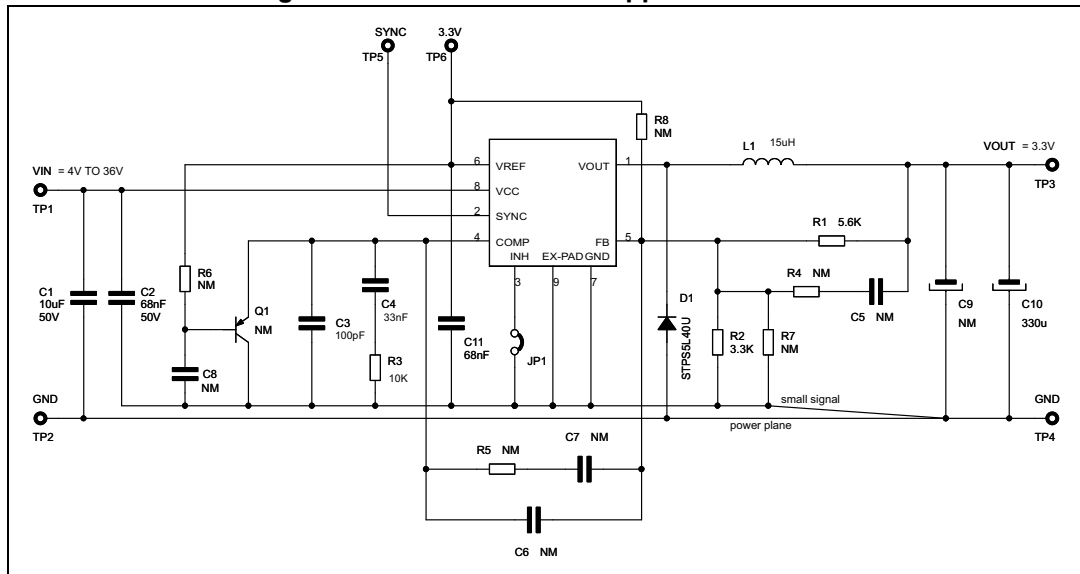 SYNC
TP5
3.3V
TP6
R8
NM
VIN = 4V TO 36V
TP1
6 VREF
8 VCC
2 SYNC
4 COMP
VOUT 1
FB 5
INH EX-PAD GND
3 9 7
L1 15uH
VOUT = 3.3V
TP3
R1 5.6K
R4 NM
C5 NM
R6
NM
Q1
NM
C1
10uF
50V
C2
68nF
50V
C3
100pF
C4
33nF
R3
10K
C8
NM
C11
68nF
JP1
D1
STPS5L40U
R2
3.3K
R7
NM
C9
NM
C10
330u
GND
TP2
small signal
power plane
GND
TP4
R5 NM
C7 NM
C6 NM